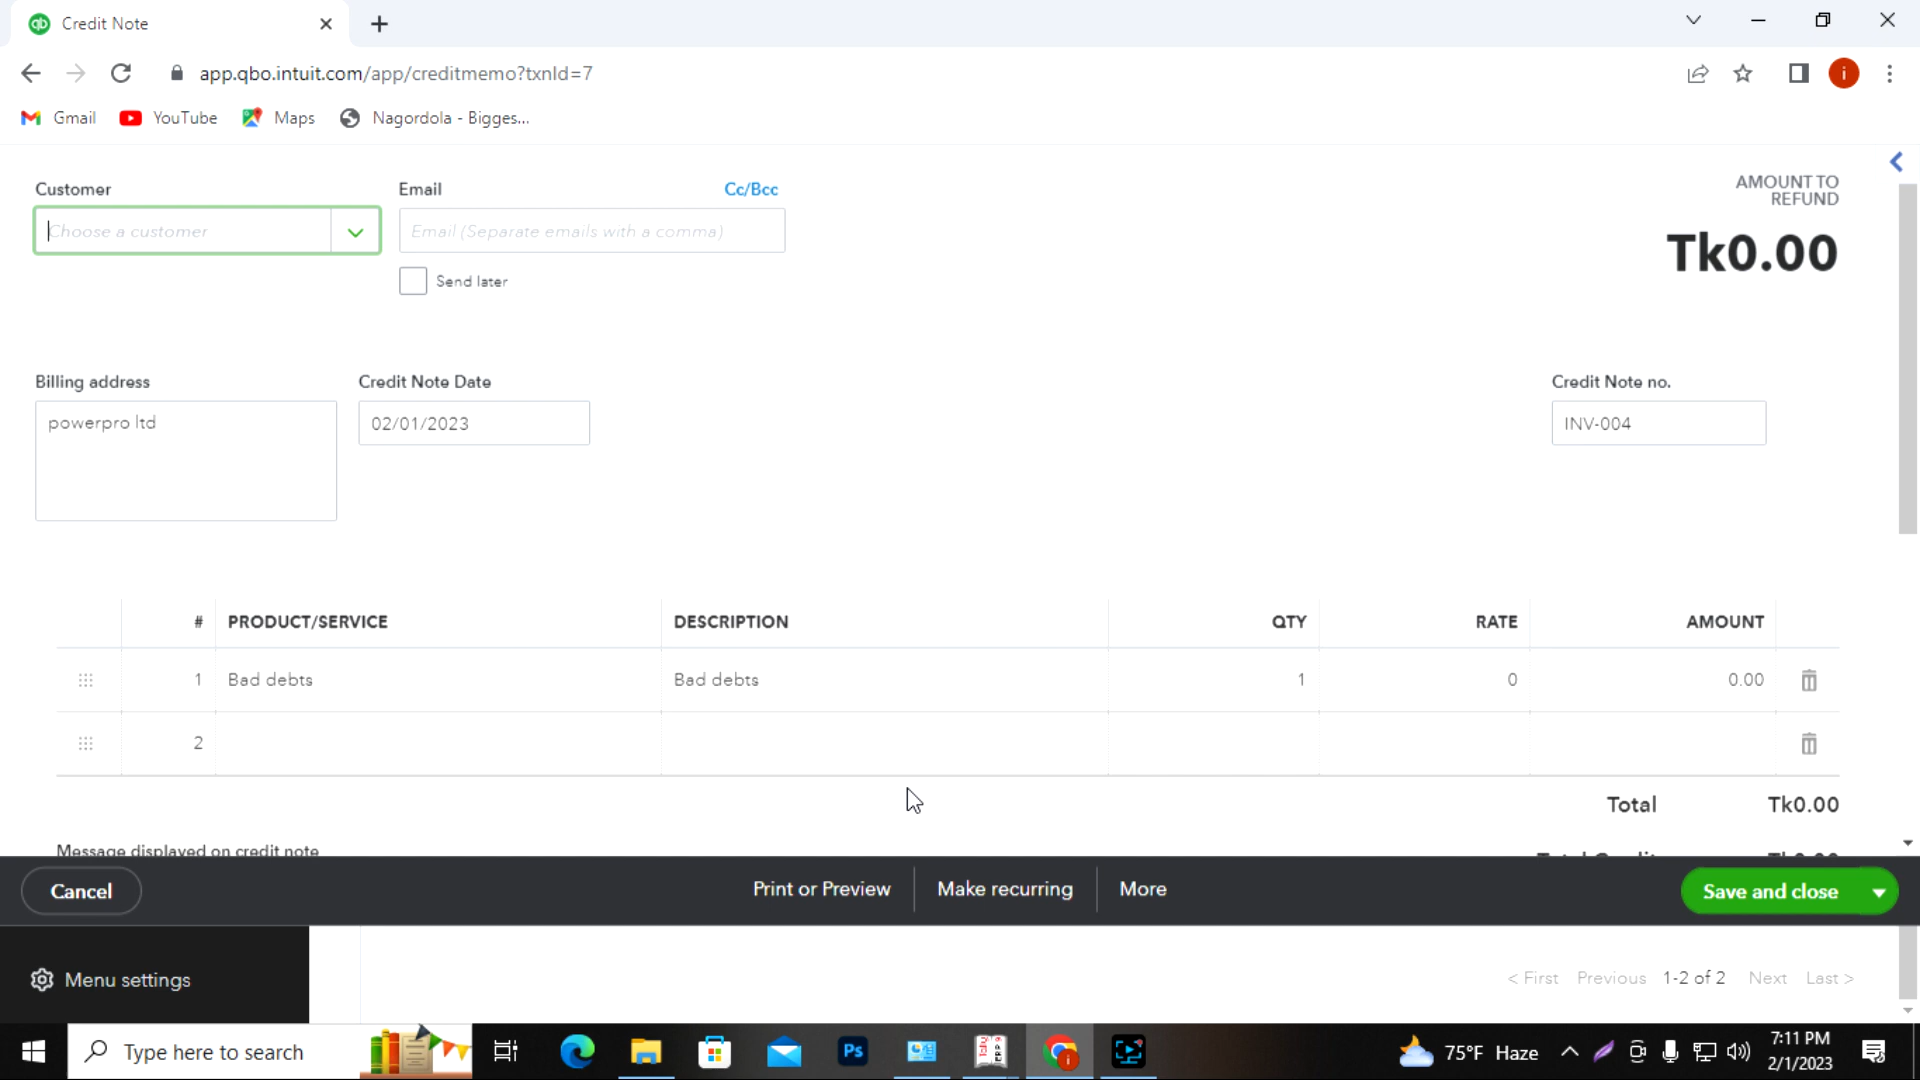 Credit Note
app.qbo.intuit.com/app/creditmemo?txnId=7
Gmail YouTube Maps Nagordola - Bigges...
Customer Email Cc/Bcc AMOUNT TO
REFUND
Choose a customer Email (Separate emails with a comma) Tk0.00
Send later
Billing address Credit Note Date Credit Note no.
powerpro ltd 02/01/2023 INV-004
# PRODUCT/SERVICE DESCRIPTION QTY RATE AMOUNT
1 Bad debts Bad debts 1 0 0.00
2
Total Tk0.00
Message displayed on credit note
Cancel Print or Preview Make recurring More Save and close
Menu settings < First Previous 1-2 of 2 Next Last >
Type here to search Ps 75°F Haze 7:11 PM
2/1/2023